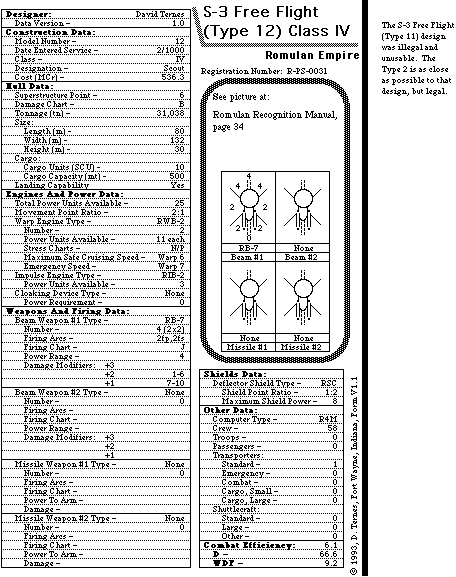 Designer: David Ternes
Data Version - 1.0
Construction Data:
Model Number - 12
Date Entered Service - 2/1000
Class - IV
Designation - Scout
Cost (MCr) - 536.3
Hull Data:
Superstructure Point - 6
Damage Chart - B
Tonnage (tn) - 31,038
Size:
Length (m) - 80
Width (m) - 132
Height (m) - 30
Cargo:
Cargo Units (SCU) - 10
Cargo Capacity (mt) - 500
Landing Capability Yes
Engines And Power Data:
Total Power Units Available - 25
Movement Point Ratio - 2:1
Warp Engine Type - RWB-2
Number - 2
Power Units Available - 11 each
Stress Charts - N/P
Maximum Safe Cruising Speed - Warp 6
Emergency Speed - Warp 7
Impulse Engine Type - RIB-2
Power Units Available - 3
Cloaking Device Type - None
Power Requirement - 0
Weapons And Firing Data:
Beam Weapon #1 Type - RB-7
Number - 4 (2x2)
Firing Arcs - 2fp,2fs
Firing Chart -
Power Range - 4
Damage Modifiers: +3
+2 1-6
+1 7-10
Beam Weapon #2 Type - None
Number - 0
Firing Arcs -
Firing Chart -
Power Range -
Damage Modifiers: +3
+2
+1
Missile Weapon #1 Type - None
Number - 0
Firing Arcs -
Firing Chart -
Power To Arm -
Damage -
Missile Weapon #2 Type - None
Number - 0
Firing Arcs -
Firing Chart -
Power To Arm -
Damage -
S-3 Free Flight
(Type 12) Class IV
Romulan Empire
Registration Number: R-PS-0031
See picture at:
Romulan Recognition Manual,
page 34
4
4 4
2 2
0
RB-7 None
Beam #1 Beam #2
None None
Missile #1 Missile #2
Shields Data:
Deflector Shield Type - RSC
Shield Point Ratio - 1:2
Maximum Shield Power - 8
Other Data:
Computer Type - R4M
Crew - 58
Troops - 0
Passengers - 0
Transporters:
Standard - 1
Emergency - 0
Combat - 0
Cargo, Small - 0
Cargo, Large - 0
Shuttlecraft:
Standard - 0
Large - 0
Other - 0
Combat Efficiency: 6.1
D - 66.6
WDF - 9.2
© 1993, D. Ternes, Fort Wayne, Indiana, Form V1.1
The S-3 Free Flight
(Type 11) design
was illegal and
unusable. The
Type 2 is as close
as possible to that
design, but legal.